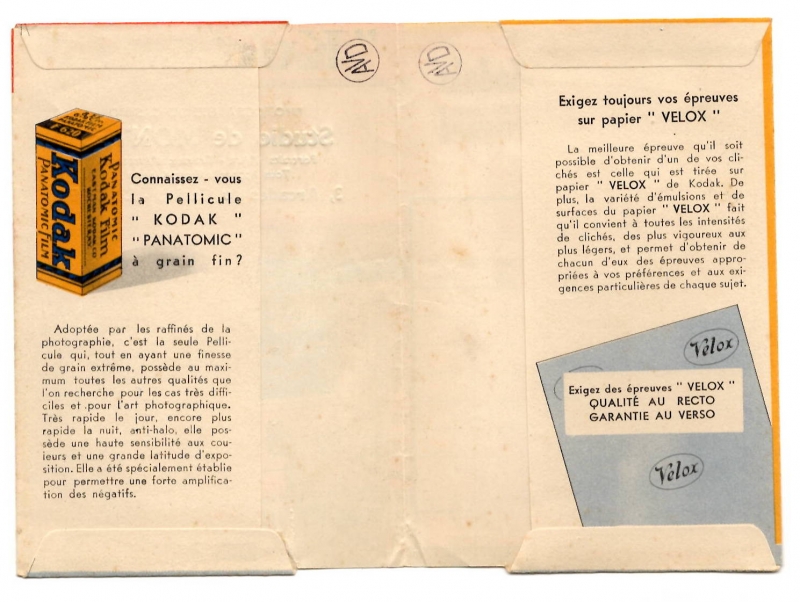 F 620
PANATOMIC
Kodak Film
EASTMAN KODAK CO
ROCHESTER, N.Y.
Kodak
PANATOMIC FILM
Connaissez - vous
la Pellicule
" KODAK "
"PANATOMIC"
à grain fin?
Adoptée par les raffinés de la
photographie, c'est la seule Pelli-
cule qui, tout en ayant une finesse
de grain extrême, possède au maxi-
mum toutes les autres qualités que
l'on recherche pour les cas très diffi-
ciles et pour l'art photographique.
Très rapide le jour, encore plus
rapide la nuit, anti-halo, elle pos-
sède une haute sensibilité aux cou-
leurs et une grande latitude d'expo-
sition. Elle a été spécialement établie
pour permettre une forte amplifica-
tion des négatifs.
Exigez toujours vos épreuves
sur papier " VELOX "
La meilleure épreuve qu'il soit
possible d'obtenir d'un de vos cli-
chés est celle qui est tirée sur
papier " VELOX " de Kodak. De
plus, la variété d'émulsions et de
surfaces du papier "VELOX" fait
qu'il convient à toutes les intensités
de clichés, des plus vigoureux aux
plus légers, et permet d'obtenir de
chacun d'eux des épreuves appro-
priées à vos préférences et aux exi-
gences particulières de chaque sujet.
Velox
Exigez des épreuves " VELOX "
QUALITÉ AU RECTO
GARANTIE AU VERSO
Velox